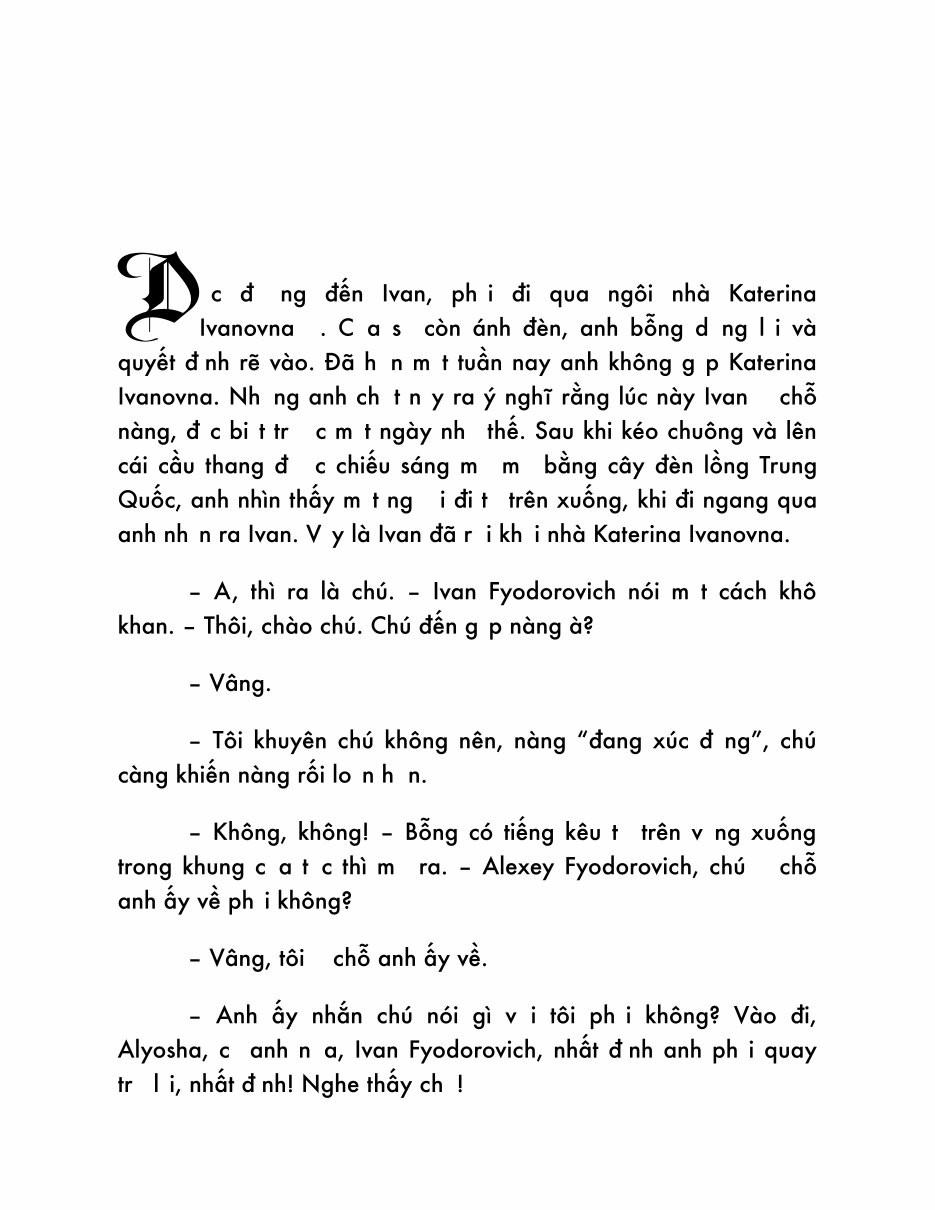 D c đ ng đến Ivan, ph i đi qua ngôi nhà Katerina
Ivanovna . C a s còn ánh đèn, anh bỗng d ng l i và
quyết đ nh rẽ vào. Đã h n m t tuần nay anh không g p Katerina
Ivanovna. Nh ng anh ch t n y ra ý nghĩ rằng lúc này Ivan chỗ
nàng, đ c bi t tr c m t ngày nh thế. Sau khi kéo chuông và lên
cái cầu thang đ c chiếu sáng m m bằng cây đèn lồng Trung
Quốc, anh nhìn thấy m t ng i đi t trên xuống, khi đi ngang qua
anh nh n ra Ivan. V y là Ivan đã r i kh i nhà Katerina Ivanovna.
– A, thì ra là chú. – Ivan Fyodorovich nói m t cách khô
khan. – Thôi, chào chú. Chú đến g p nàng à?
– Vâng.
– Tôi khuyên chú không nên, nàng “đang xúc đ ng”, chú
càng khiến nàng rối lo n h n.
– Không, không! – Bỗng có tiếng kêu t trên v ng xuống
trong khung c a t c thì m ra. – Alexey Fyodorovich, chú chỗ
anh ấy về ph i không?
– Vâng, tôi chỗ anh ấy về.
– Anh ấy nhắn chú nói gì v i tôi ph i không? Vào đi,
Alyosha, c anh n a, Ivan Fyodorovich, nhất đ nh anh ph i quay
tr l i, nhất đ nh! Nghe thấy ch !